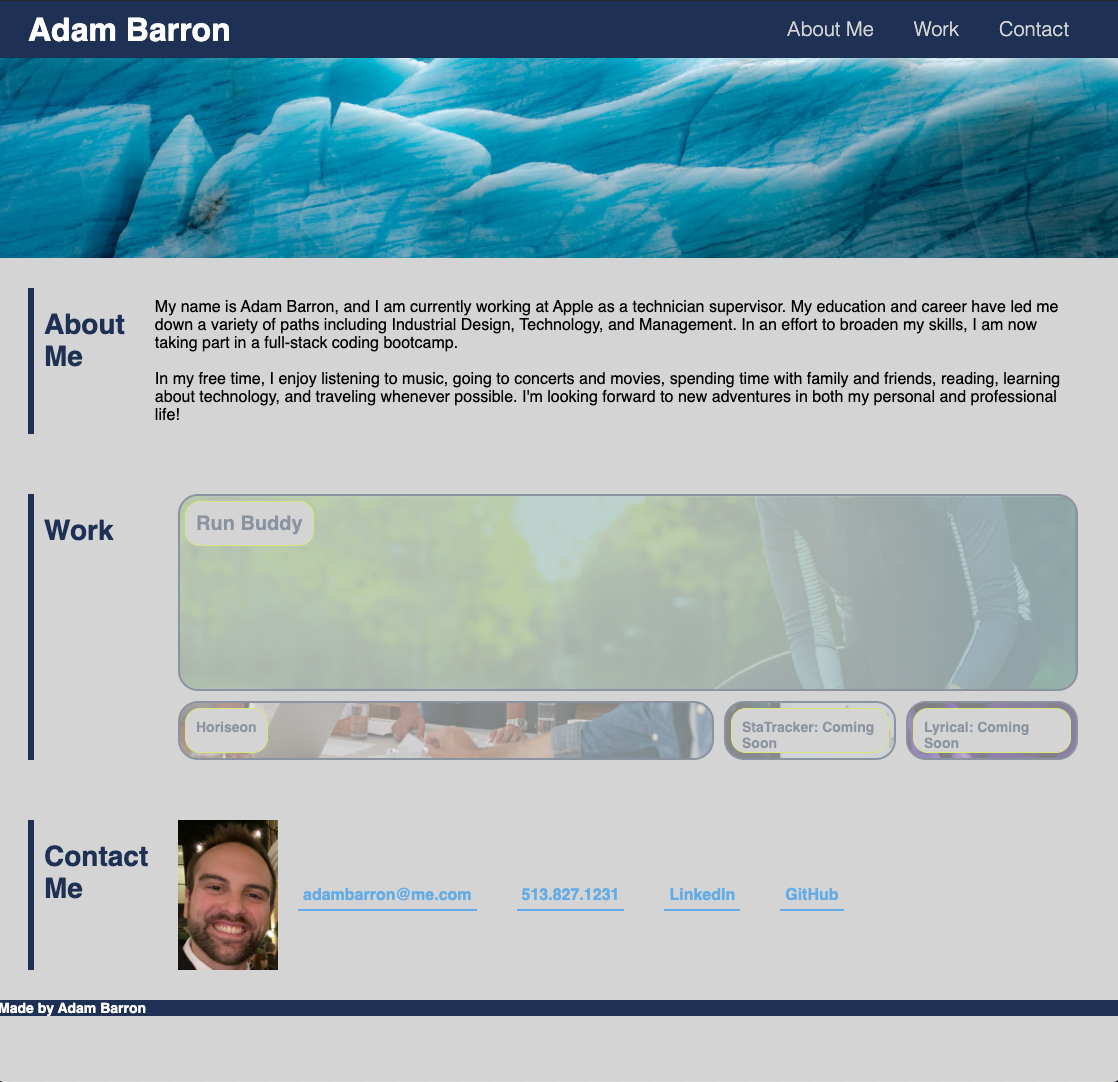 Adam Barron
About Me
Work
Contact
About
Me
My name is Adam Barron, and I am currently working at Apple as a technician supervisor. My education and career have led me
down a variety of paths including Industrial Design, Technology, and Management. In an effort to broaden my skills, I am now
taking part in a full-stack coding bootcamp.
In my free time, I enjoy listening to music, going to concerts and movies, spending time with family and friends, reading, learning
about technology, and traveling whenever possible. I'm looking forward to new adventures in both my personal and professional
life!
Work
Run Buddy
Horiseon
StaTracker: Coming
Soon
Lyrical: Coming
Soon
Contact
Me
adambarron@me.com
513.827.1231
LinkedIn
GitHub
Made by Adam Barron